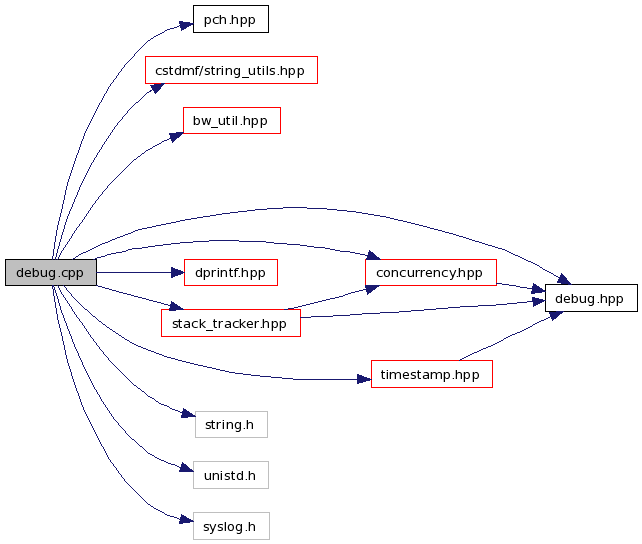 pch.hpp
cstdmf/string_utils.hpp
bw_util.hpp
debug.cpp
dprintf.hpp
concurrency.hpp
debug.hpp
stack_tracker.hpp
timestamp.hpp
string.h
unistd.h
syslog.h